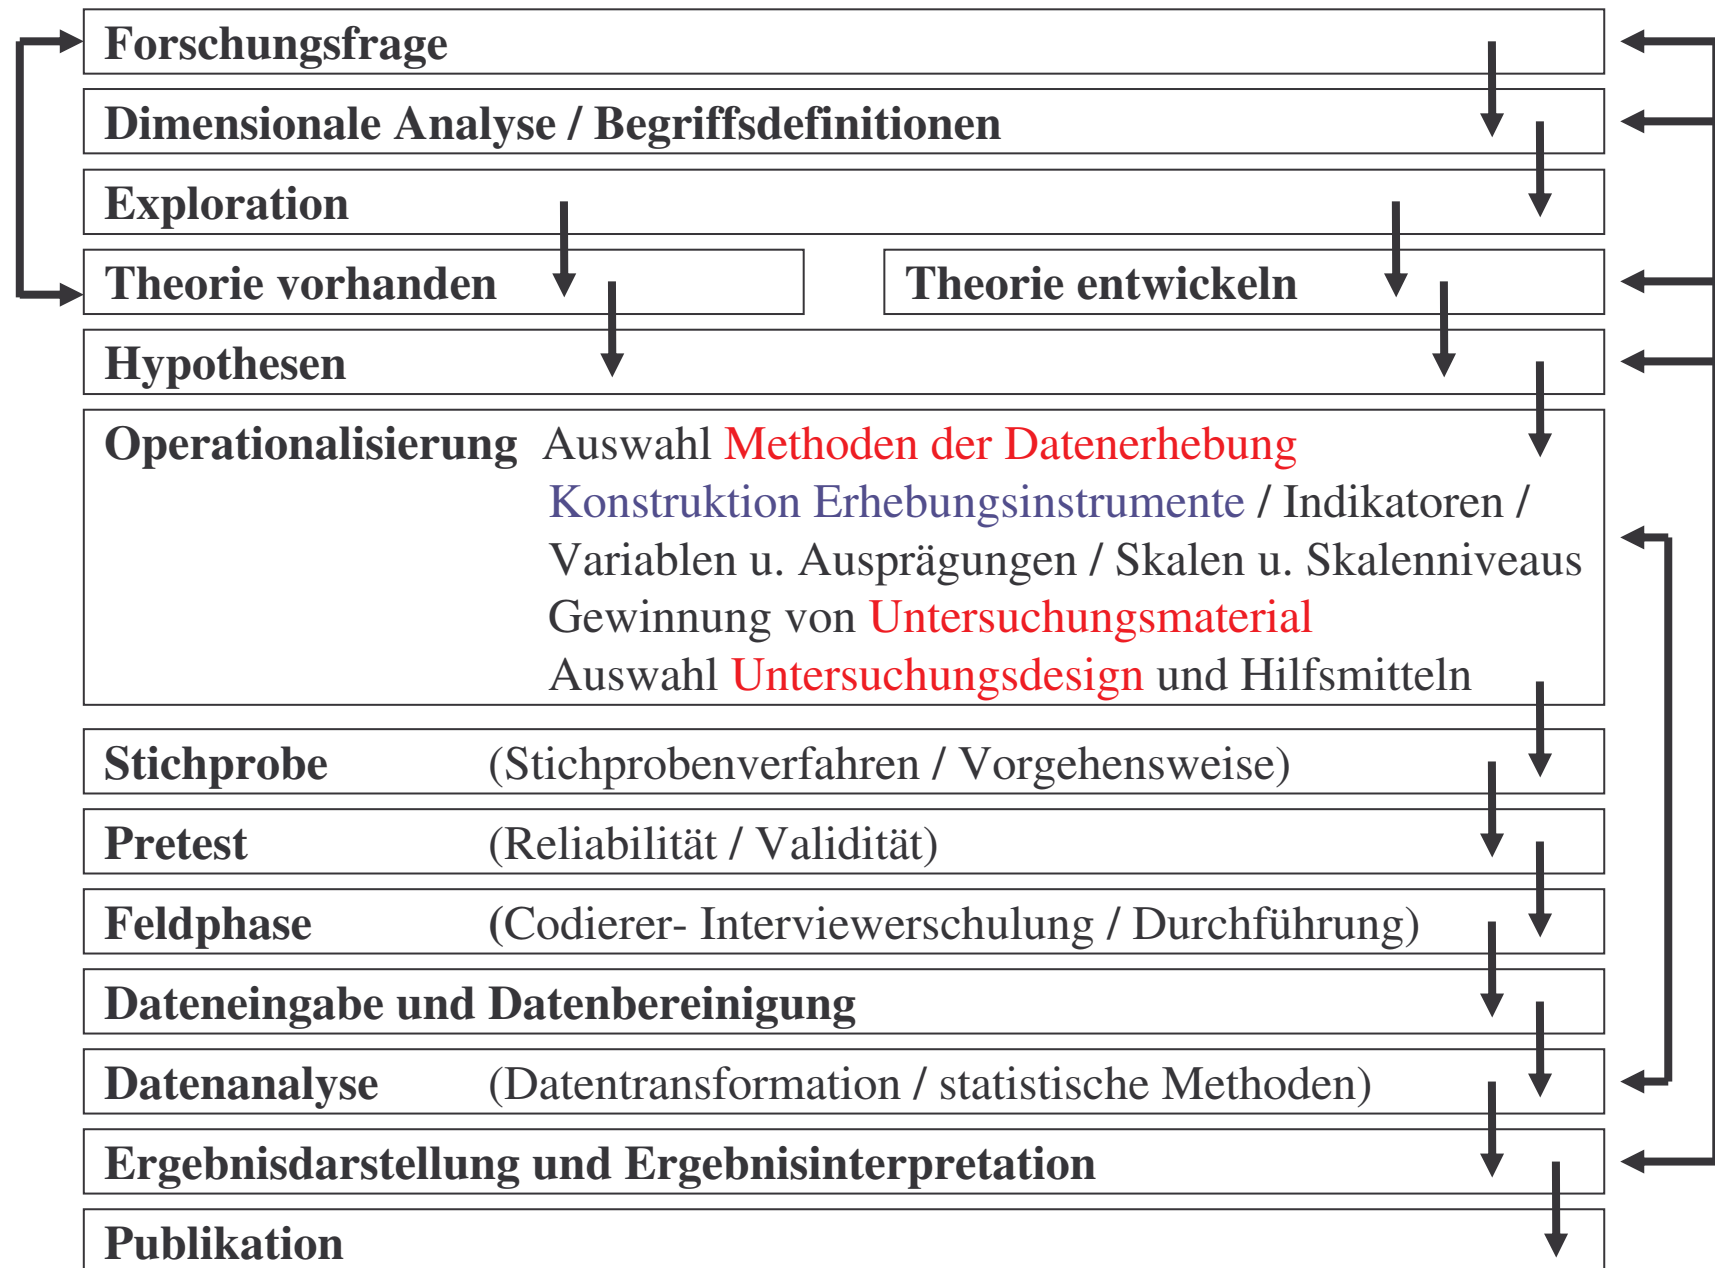 Forschungsfrage
Dimensionale Analyse / Begriffsdefinitionen
Exploration
Theorie vorhanden
Theorie entwickeln
Hypothesen
Operationalisierung Auswahl Methoden der Datenerhebung
Konstruktion Erhebungsinstrumente / Indikatoren /
Variablen u. Ausprägungen / Skalen u. Skalenniveaus
Gewinnung von Untersuchungsmaterial
Auswahl Untersuchungsdesign und Hilfsmitteln
Stichprobe (Stichprobenverfahren / Vorgehensweise)
Pretest (Reliabilität / Validität)
Feldphase (Codierer- Interviewerschulung / Durchführung)
Dateneingabe und Datenbereinigung
Datenanalyse (Datentransformation / statistische Methoden)
Ergebnisdarstellung und Ergebnisinterpretation
Publikation